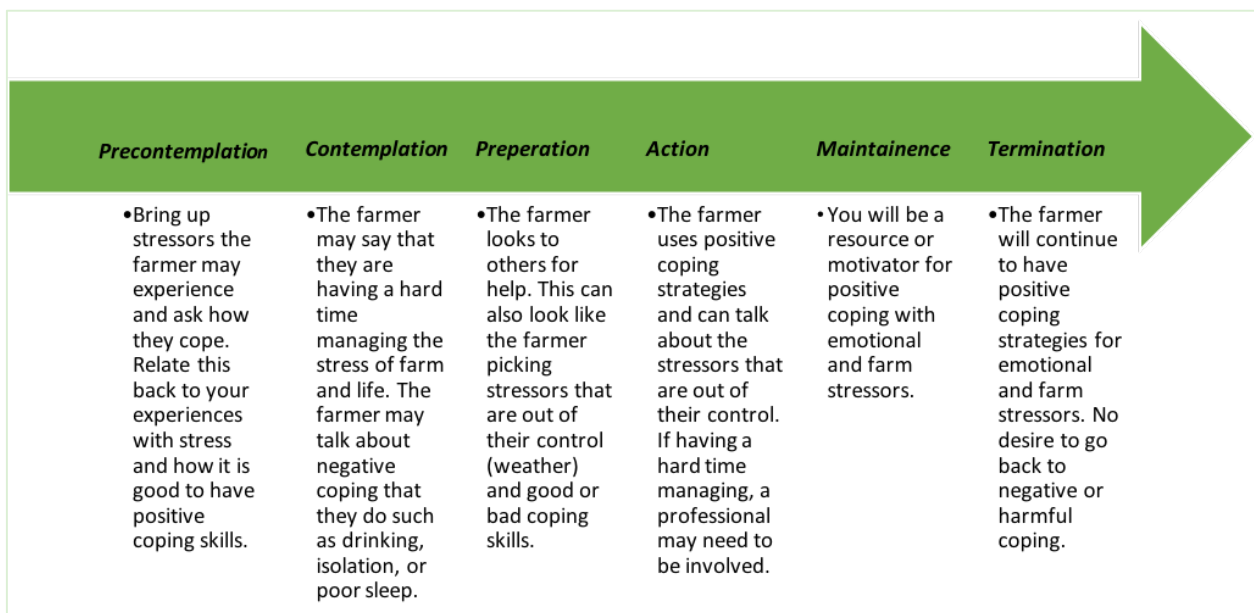 Precontemplation
Contemplation
Preperation
Action
Maintainence
Termination
•Bring up
stressors the
farmer may
experience
and ask how
they cope.
Relate this
back to your
experiences
with stress
and how it is
good to have
positive
coping skills.
•The farmer
may say that
they are
having a hard
time
managing the
stress of farm
and life. The
farmer may
talk about
negative
coping that
they do such
as drinking,
isolation, or
poor sleep.
•The farmer
looks to
others for
help. This can
also look like
the farmer
picking
stressors that
are out of
their control
(weather)
and good or
bad coping
skills.
•The farmer
uses positive
coping
strategies
and can talk
about the
stressors that
are out of
their control.
If having a
hard time
managing, a
professional
may need to
be involved.
•You will be a
resource or
motivator for
positive
coping with
emotional
and farm
stressors.
•The farmer
will continue
to have
positive
coping
strategies for
emotional
and farm
stressors. No
desire to go
back to
negative or
harmful
coping.